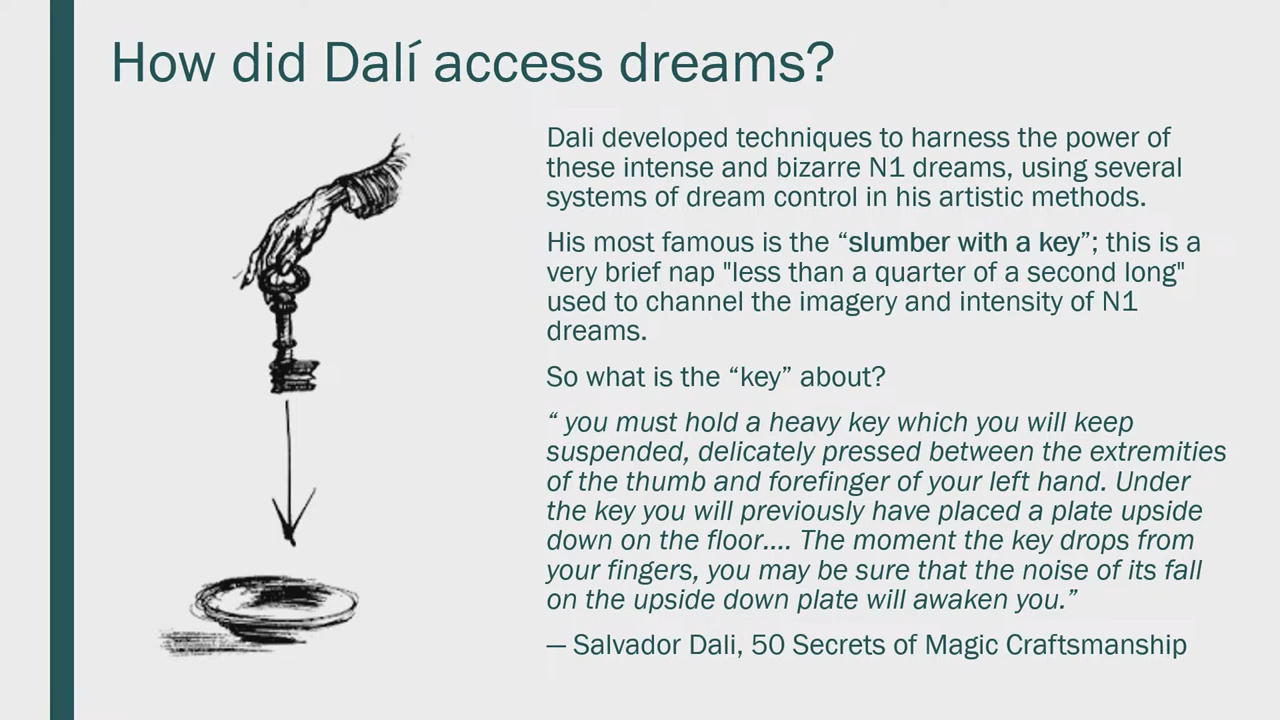 How did Dalí access dreams?
Dali developed techniques to harness the power of
these intense and bizarre N1 dreams, using several
systems of dream control in his artistic methods.
His most famous is the “slumber with a key”; this is a
very brief nap "less than a quarter of a second long"
used to channel the imagery and intensity of N1
dreams.
So what is the “key” about?
“ you must hold a heavy key which you will keep
suspended, delicately pressed between the extremities
of the thumb and forefinger of your left hand. Under
the key you will previously have placed a plate upside
down on the floor.... The moment the key drops from
your fingers, you may be sure that the noise of its fall
on the upside down plate will awaken you.”
— Salvador Dali, 50 Secrets of Magic Craftsmanship